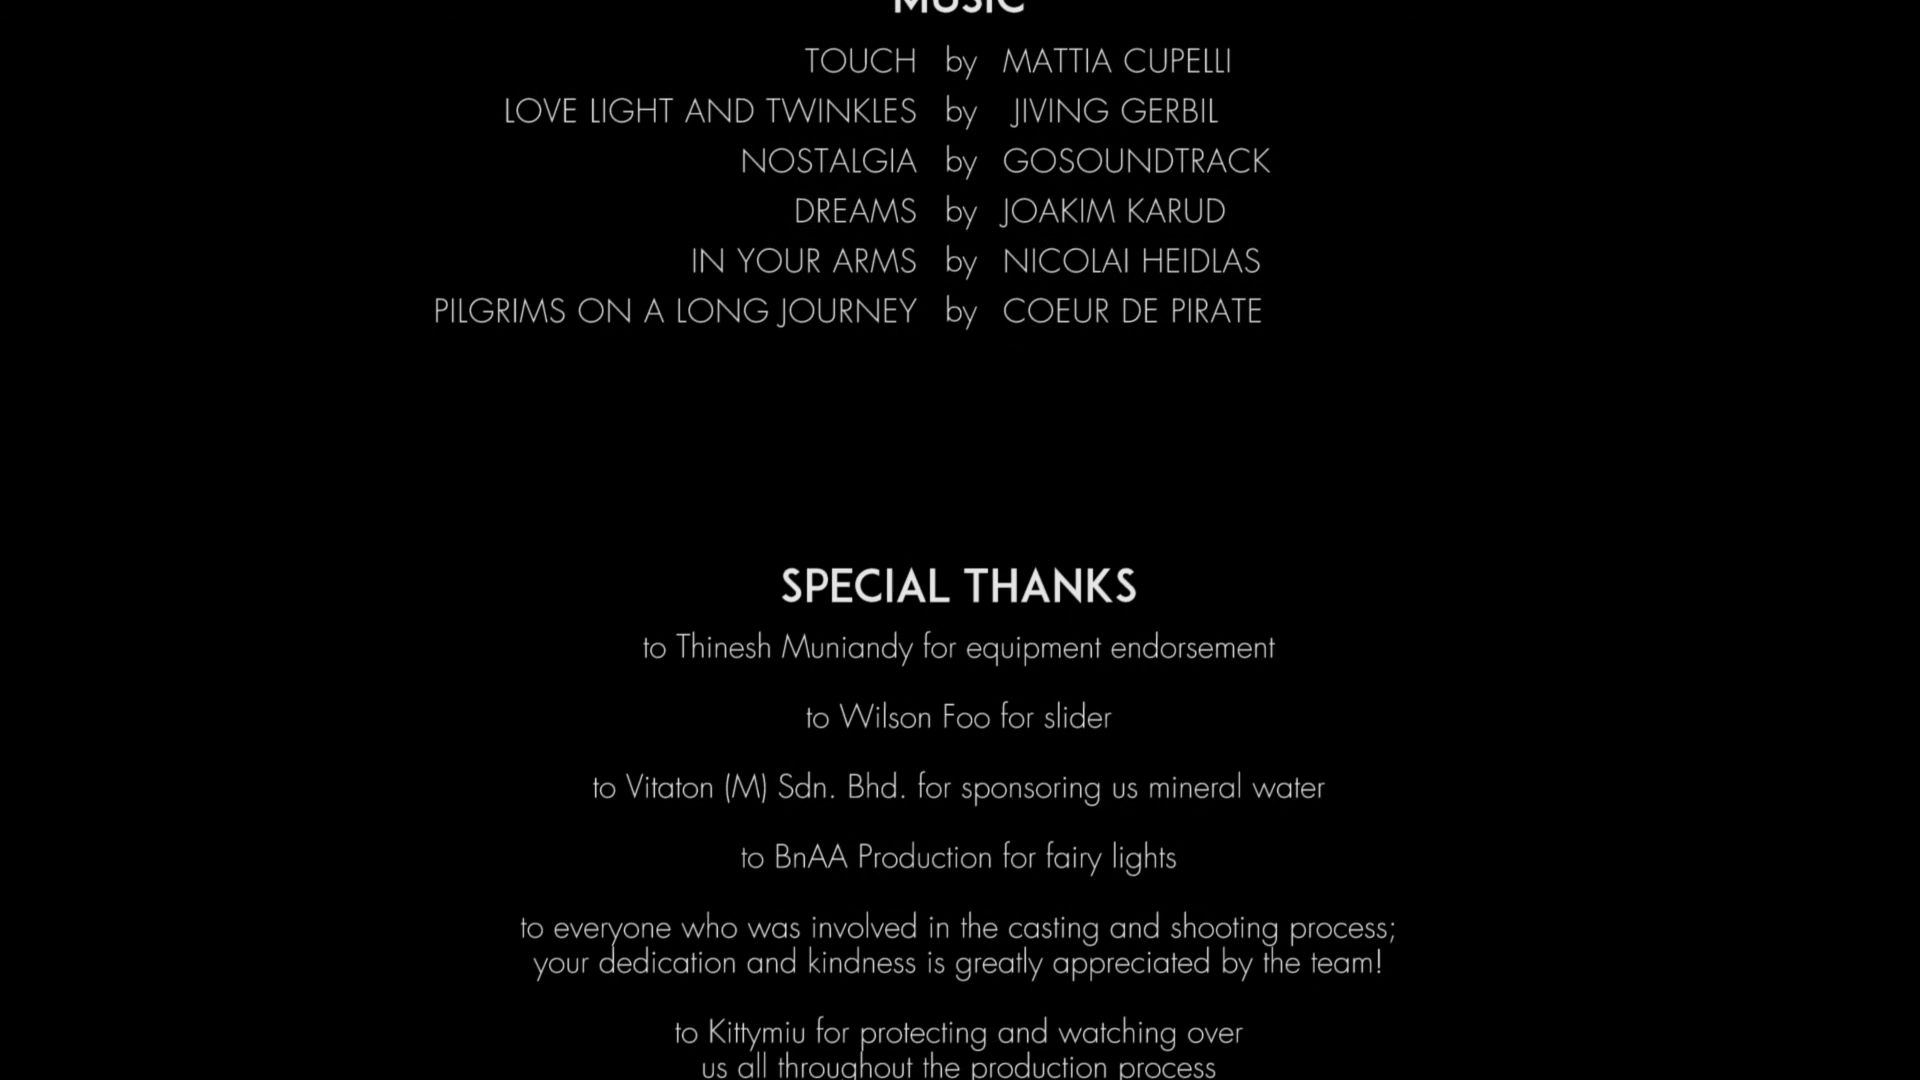 MUSIC
TOUCH by MATTIA CUPELLI
LOVE LIGHT AND TWINKLES by JIVING GERBIL
NOSTALGIA by GOSOUNDTRACK
DREAMS by JOAKIM KARUD
IN YOUR ARMS by NICOLAI HEIDLAS
PILGRIMS ON A LONG JOURNEY by COEUR DE PIRATE
SPECIAL THANKS
to Thinesh Muniandy for equipment endorsement
to Wilson Foo for slider
to Vitaton (M) Sdn. Bhd. for sponsoring us mineral water
to BnAA Production for fairy lights
to everyone who was involved in the casting and shooting process;
your dedication and kindness is greatly appreciated by the team!
to Kittymiu for protecting and watching over
us all throughout the production process